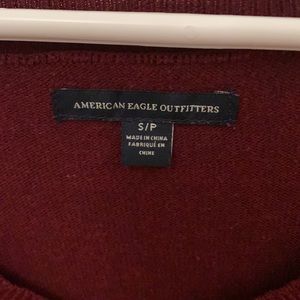 AMERICAN EAGLE OUTFITTERS
S/P
MADE IN CHINA
FABRIQUÉ EN
CHINE